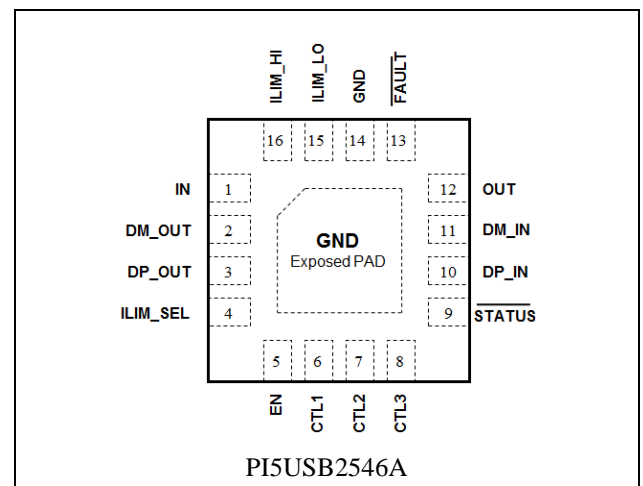 ILIM_HI
ILIM_LO
GND
FAULT
16 15 14 13
IN 1 12 OUT
DM_OUT 2 11 DM_IN
DP_OUT 3 10 DP_IN
ILIM_SEL 4 9 STATUS
GND
Exposed PAD
5 6 7 8
EN
CTL1
CTL2
CTL3
PI5USB2546A